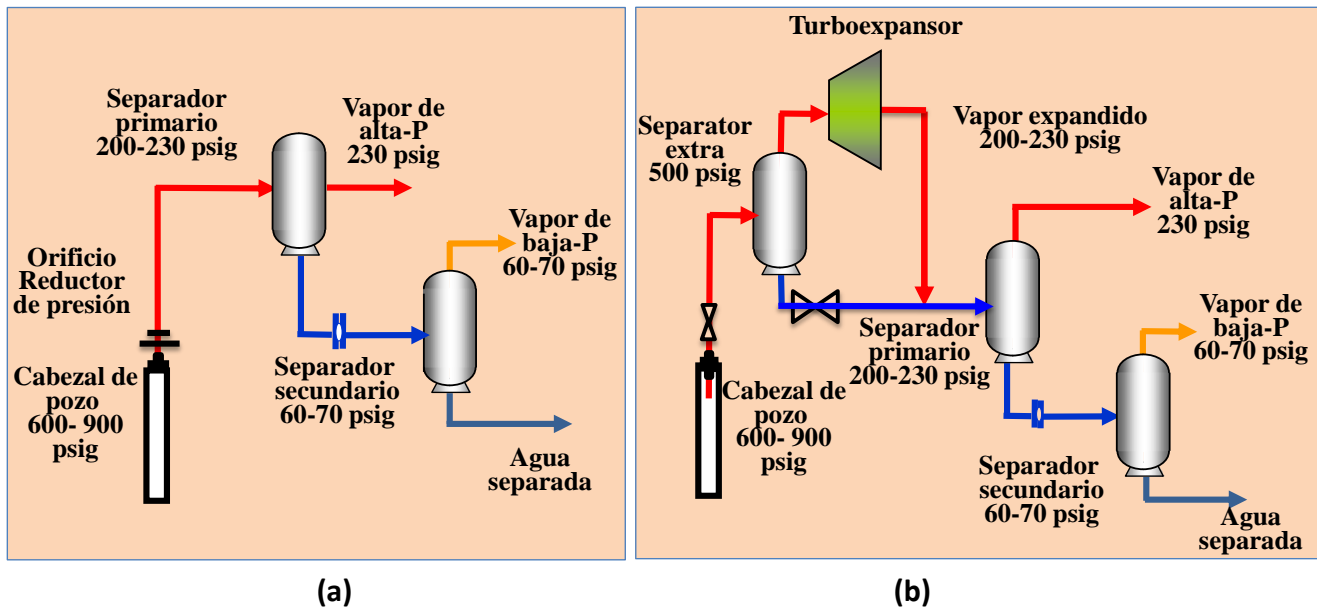 Separador
primario
200-230 psig
Vapor de
alta-P
230 psig
Orificio
Reductor
de presión
Vapor de
baja-P
60-70 psig
Cabezal de
pozo
600- 900
psig
Separador
secundario
60-70 psig
Agua
separada
(a)
Turboexpansor
Separator
extra
500 psig
Vapor expandido
200-230 psig
Vapor de
alta-P
230 psig
Separador
primario
200-230 psig
Vapor de
baja-P
60-70 psig
Cabezal de
pozo
600- 900
psig
Separador
secundario
60-70 psig
Agua
separada
(b)